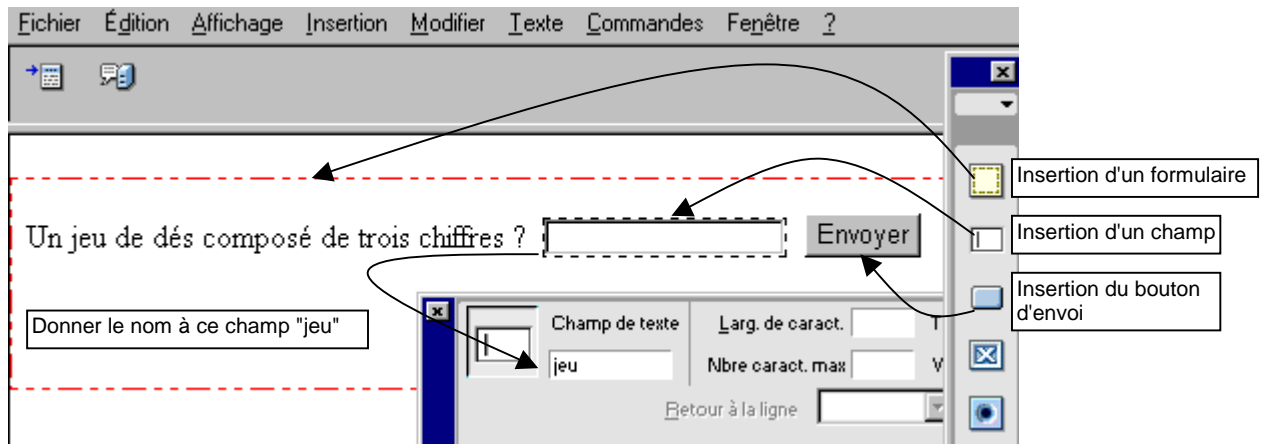 Fichier Édition Affichage Insertion Modifier Texte Commandes Fenêtre ?
Insertion d'un formulaire
Un jeu de dés composé de trois chiffres ? Envoyer
Insertion d'un champ
Insertion du bouton
d'envoi
Donner le nom à ce champ "jeu"
Champ de texte Larg. de caract. T
jeu Nbre caract. max V
Retour à la ligne